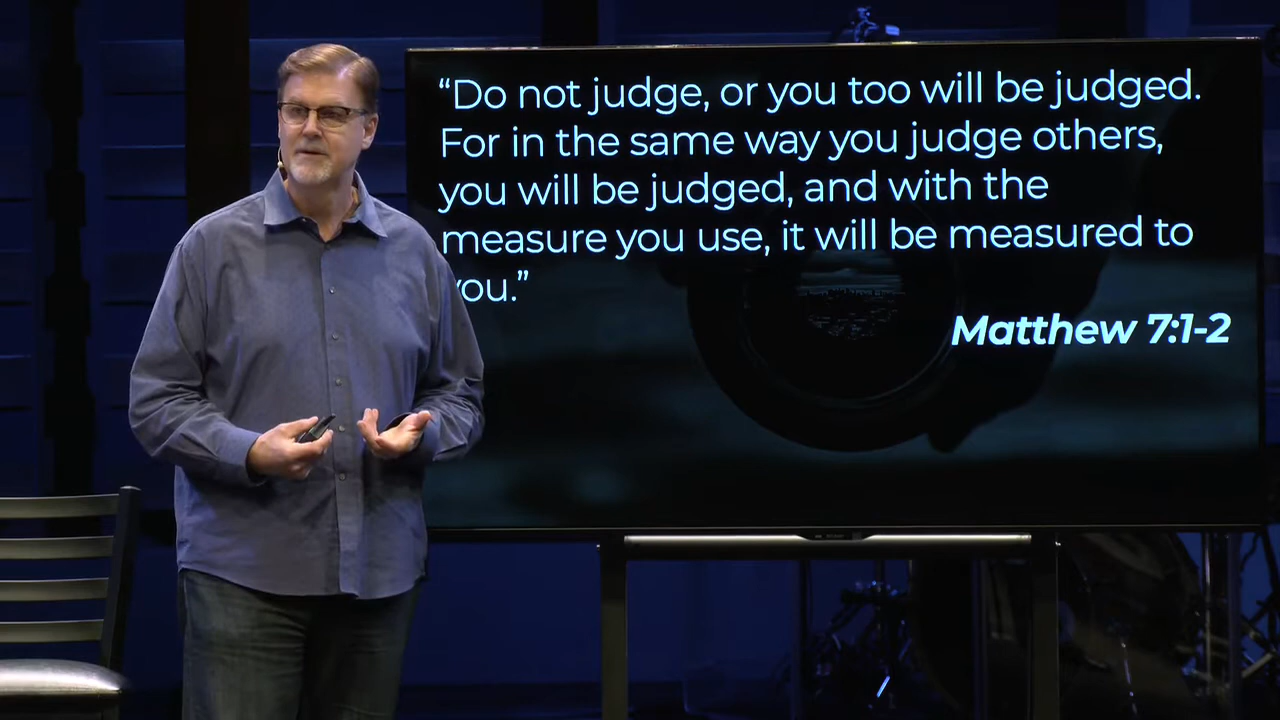 “Do not judge, or you too will be judged.
For in the same way you judge others,
you will be judged, and with the
measure you use, it will be measured to
you.”
Matthew 7:1-2